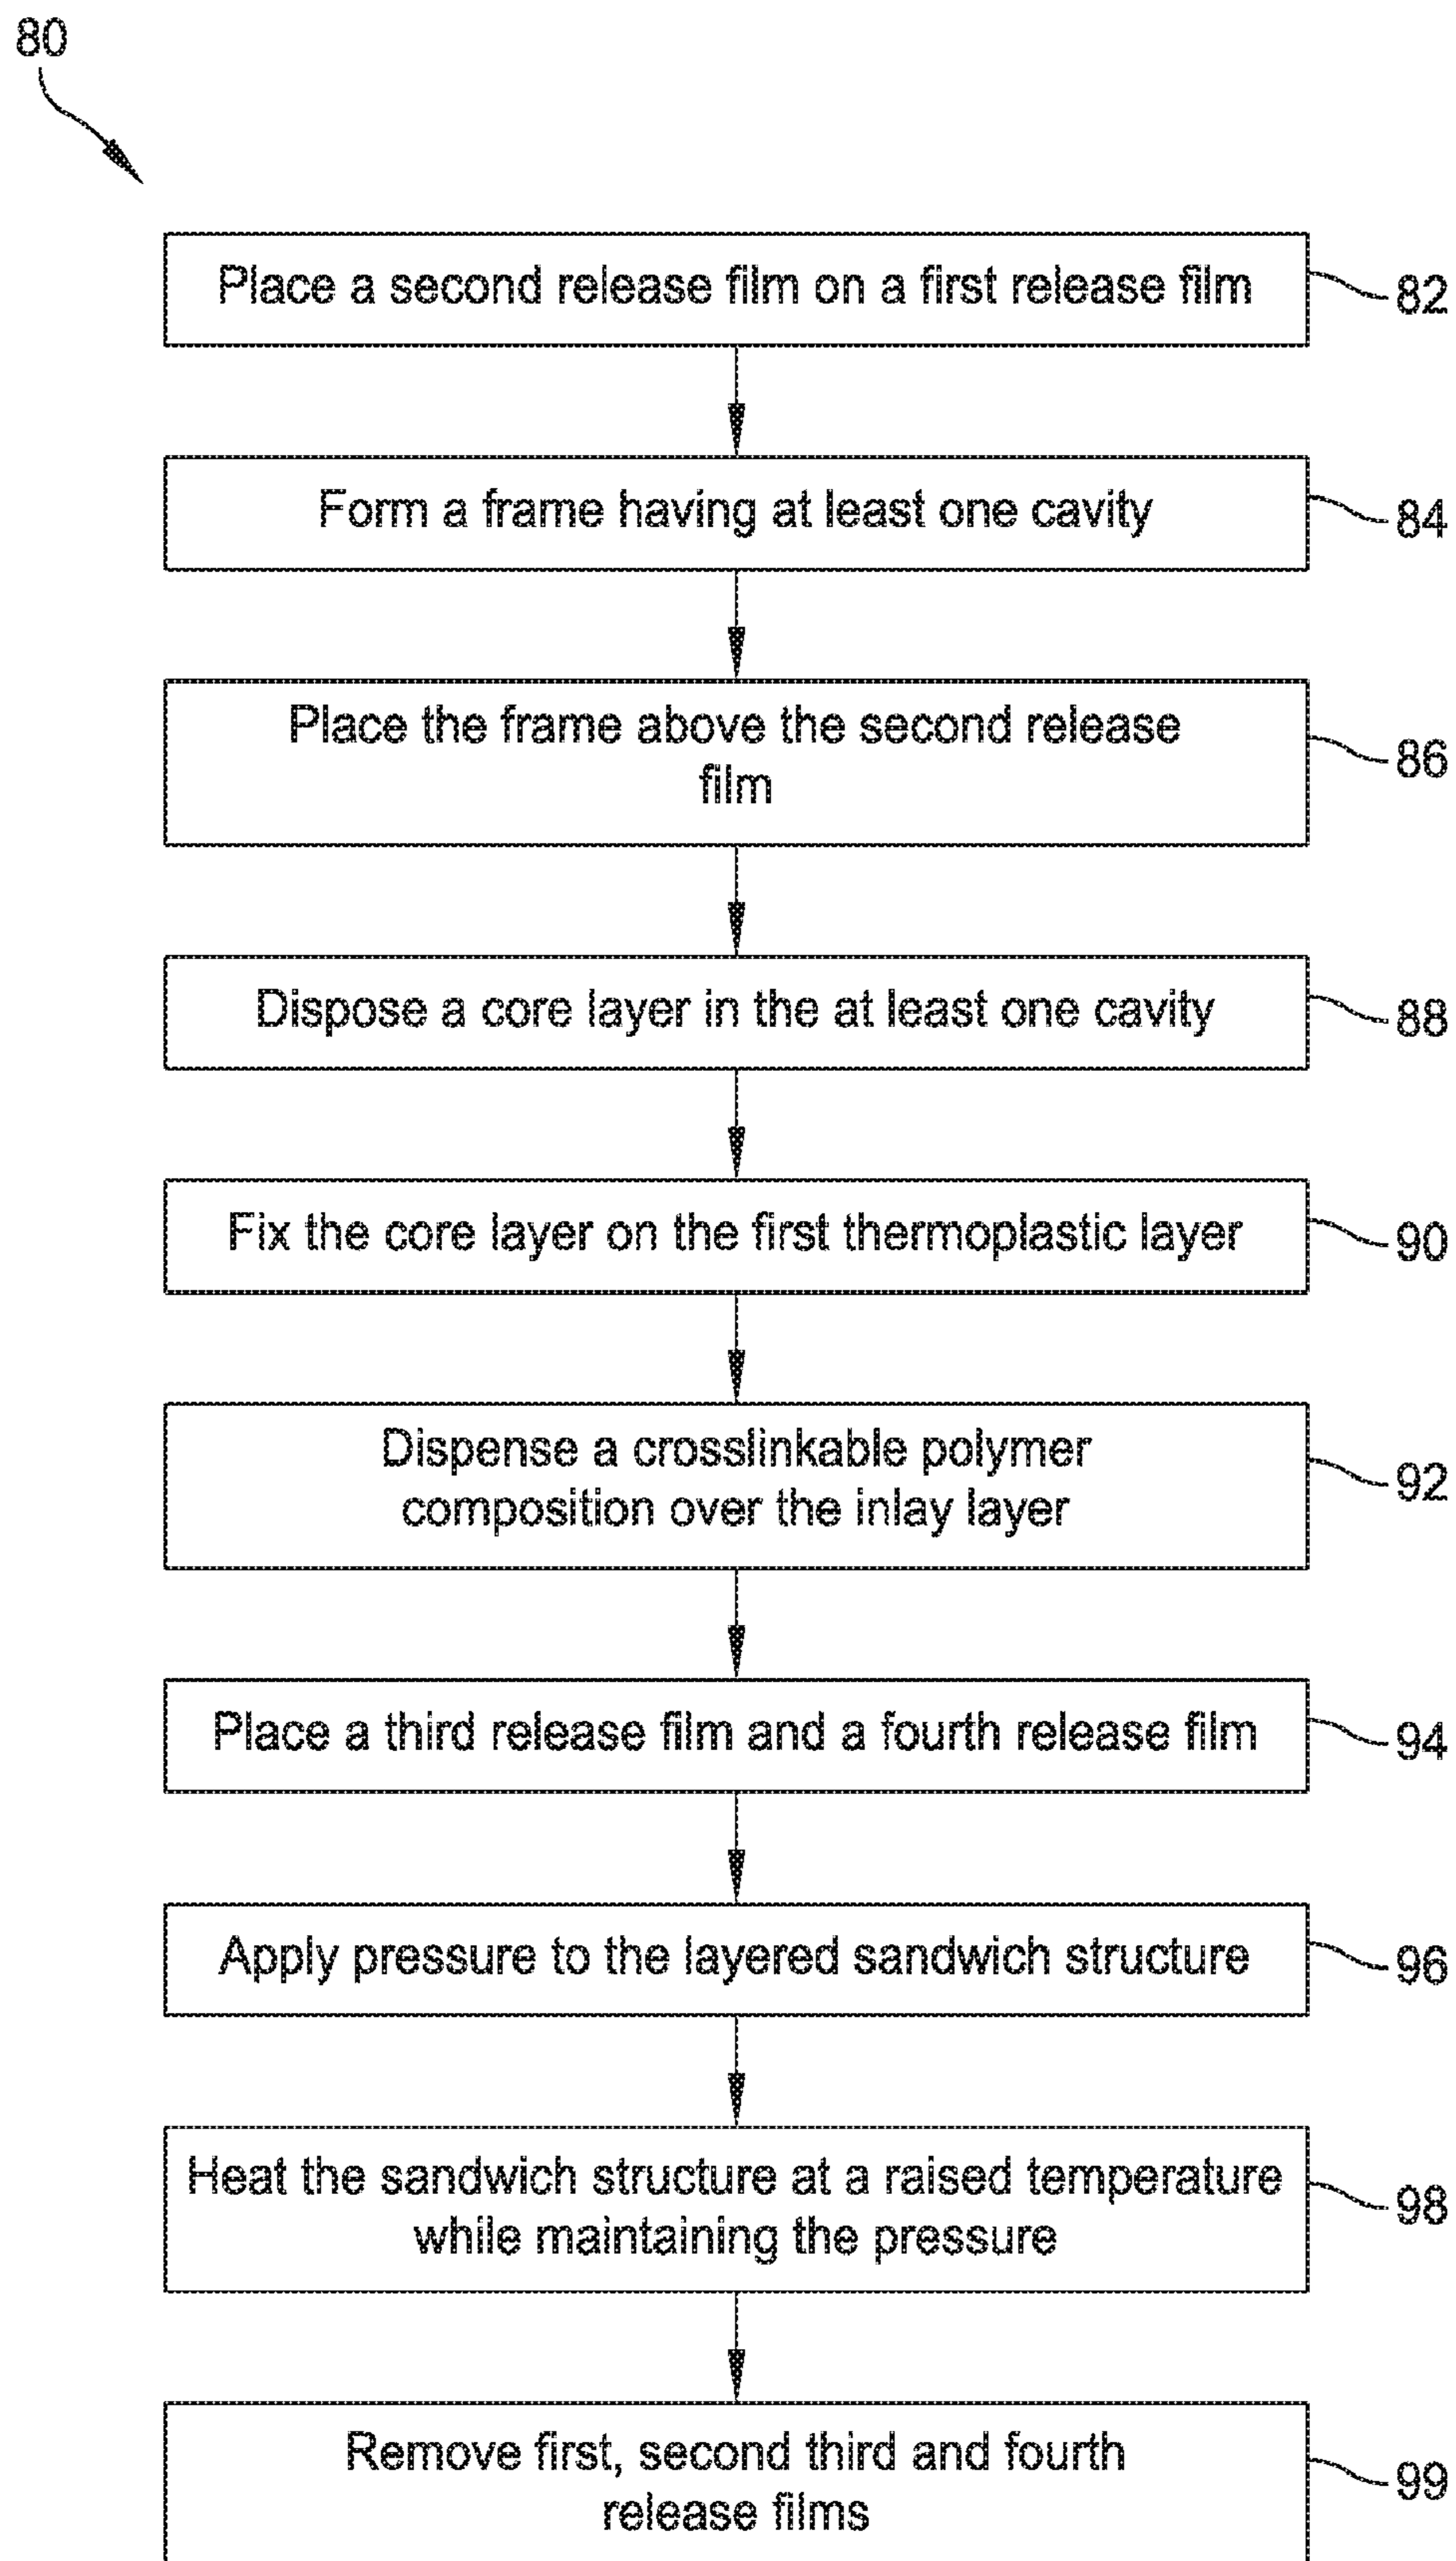 80
Place a second release film on a first release film
82
Form a frame having at least one cavity
84
Place the frame above the second release
film
86
Dispose a core layer in the at least one cavity
88
Fix the core layer on the first thermoplastic layer
90
Dispense a crosslinkable polymer
composition over the inlay layer
92
Place a third release film and a fourth release film
94
Apply pressure to the layered sandwich structure
96
Heat the sandwich structure at a raised temperature
while maintaining the pressure
98
Remove first, second third and fourth
release films
99